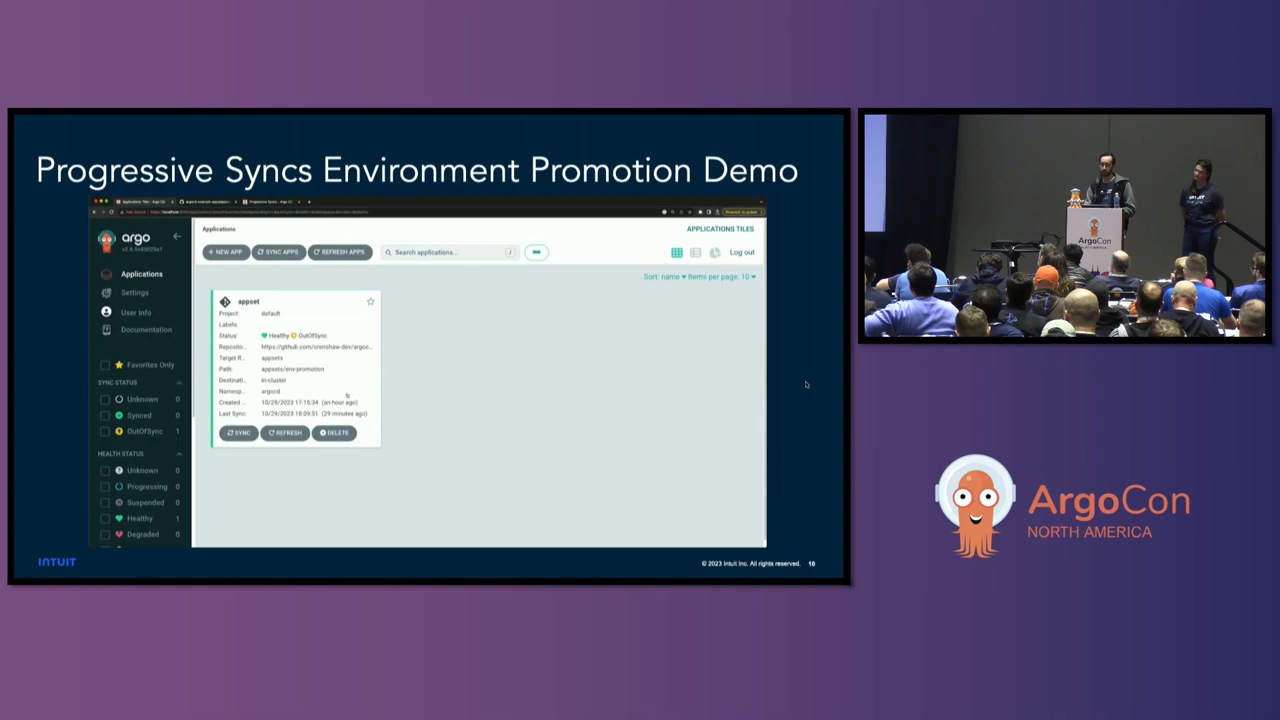 Progressive Syncs Environment Promotion Demo
Applications
APPLICATIONS TILES
argo
+ NEW APP
SYNC APPS
REFRESH APPS
Search applications...
/
Log out
Applications
Settings
User Info
Documentation
Sort: name
Items per page: 10
Favorites Only
SYNC STATUS
Unknown 0
Synced 0
OutOfSync 1
HEALTH STATUS
Unknown 0
Progressing 0
Suspended 0
Healthy 1
Degraded 0
appset
Project: default
Labels:
Status: Healthy OutOfSync
Reposito... https://github.com/crenshaw-dev/argoc...
Target R... appsets
Path: appsets/env-promotion
Destinati... in-cluster
Namesp... argocd
Created ... 10/29/2023 17:15:34 (an hour ago)
Last Sync: 10/29/2023 18:09:51 (29 minutes ago)
SYNC
REFRESH
DELETE
INTUIT
© 2023 Intuit Inc. All rights reserved. 10
ArgoCon
INTUIT
ArgoCon
NORTH AMERICA